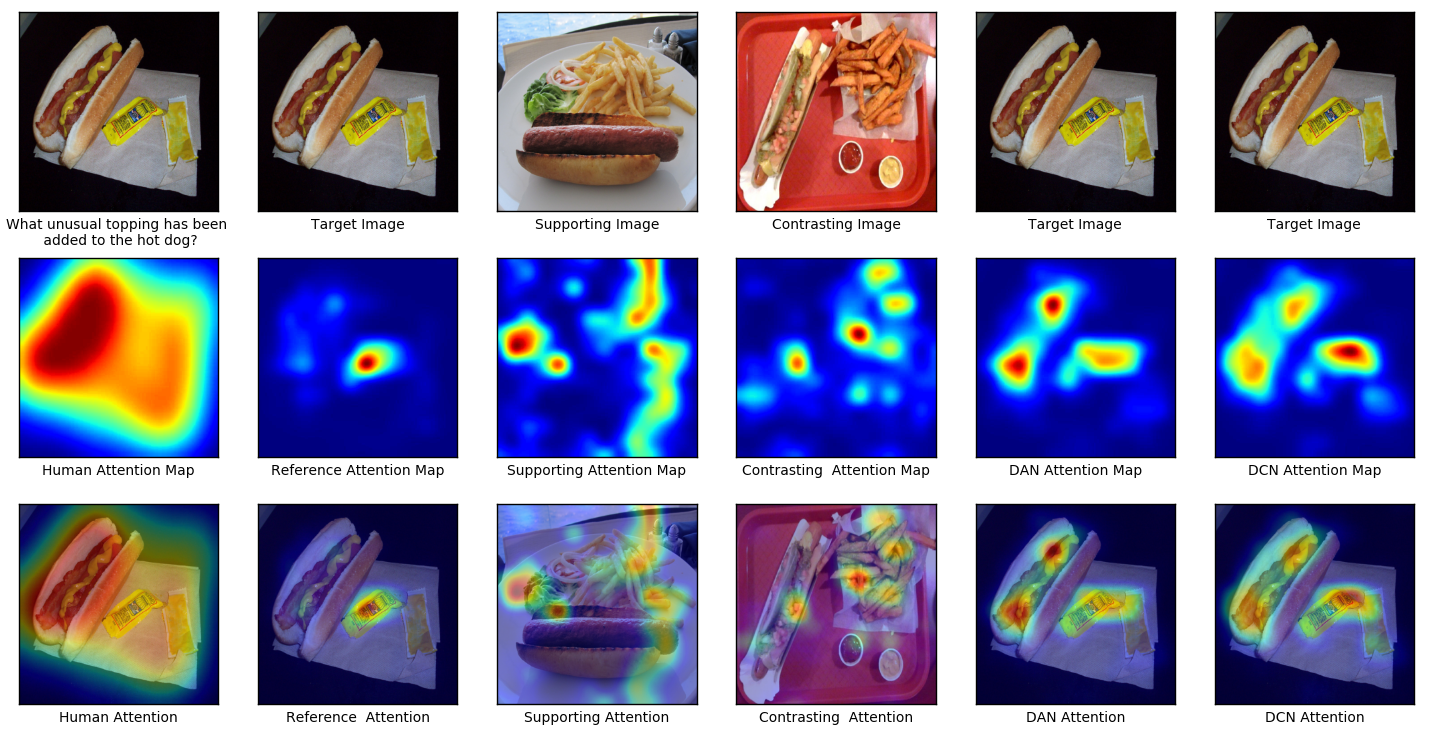 What unusual topping has been
added to the hot dog?
Target Image
Supporting Image
Contrasting Image
Target Image
Target Image
Human Attention Map
Reference Attention Map
Supporting Attention Map
Contrasting  Attention Map
DAN Attention Map
DCN Attention Map
Human Attention
Reference  Attention
Supporting Attention
Contrasting  Attention
DAN Attention
DCN Attention